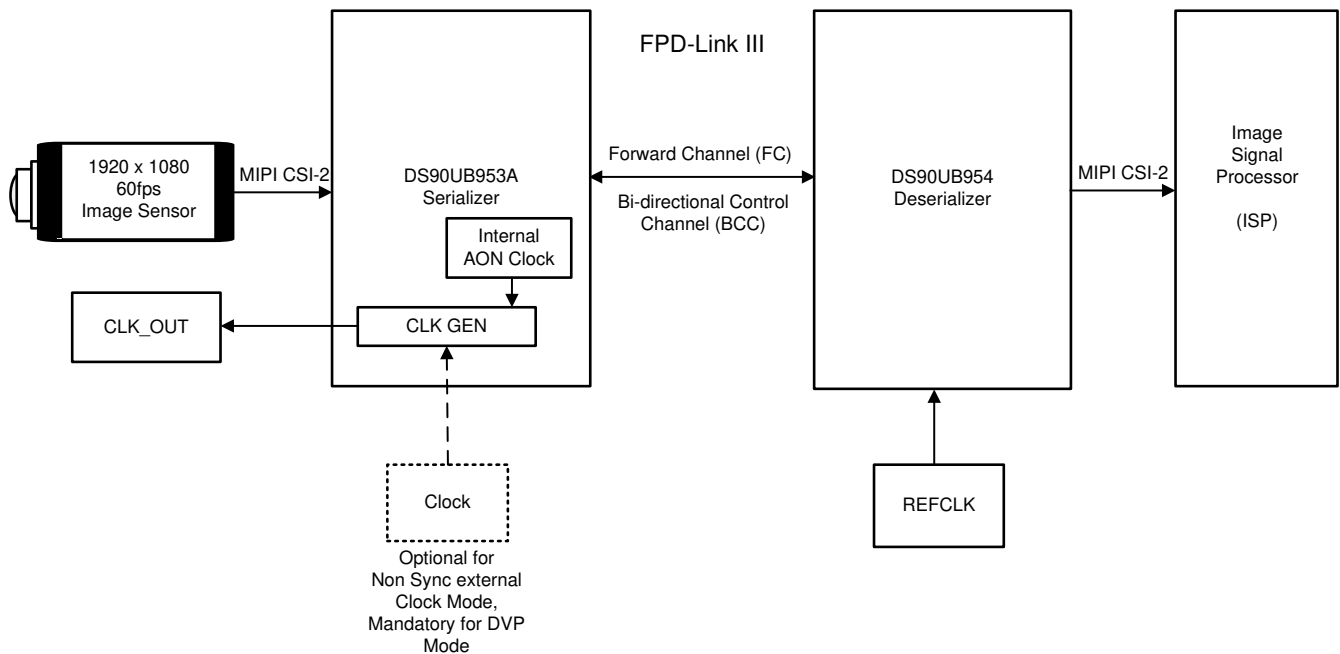 FPD-Link III
1920 x 1080
60fps
Image Sensor
MIPI CSI-2
DS90UB953A
Serializer
Internal
AON Clock
CLK GEN
CLK_OUT
Clock
Optional for
Non Sync external
Clock Mode,
Mandatory for DVP
Mode
Forward Channel (FC)
Bi-directional Control
Channel (BCC)
DS90UB954
Deserializer
REFCLK
MIPI CSI-2
Image
Signal
Processor
(ISP)